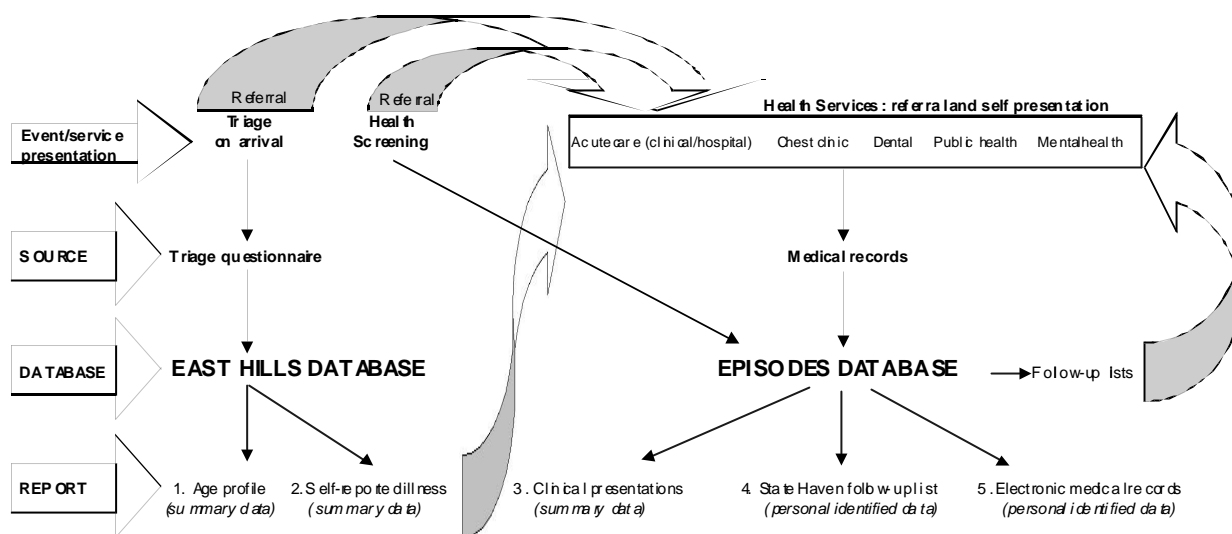 Referral
Referral
Health Services : referral and self presentation
Triage
on arrival
Health
Screening
Event/service
presentation
Acute care (clinical/hospital) Chest clinic Dental Public health Mental health
SOURCE
Triage questionnaire
Medical records
DATABASE
EAST HILLS DATABASE
EPISODES DATABASE
Follow-up lists
REPORT
1. Age profile
(summary data)
2. Self-reported illness
(summary data)
3. Clinical presentations
(summary data)
4. State Haven follow-up list
(personal identified data)
5. Electronic medical records
(personal identified data)